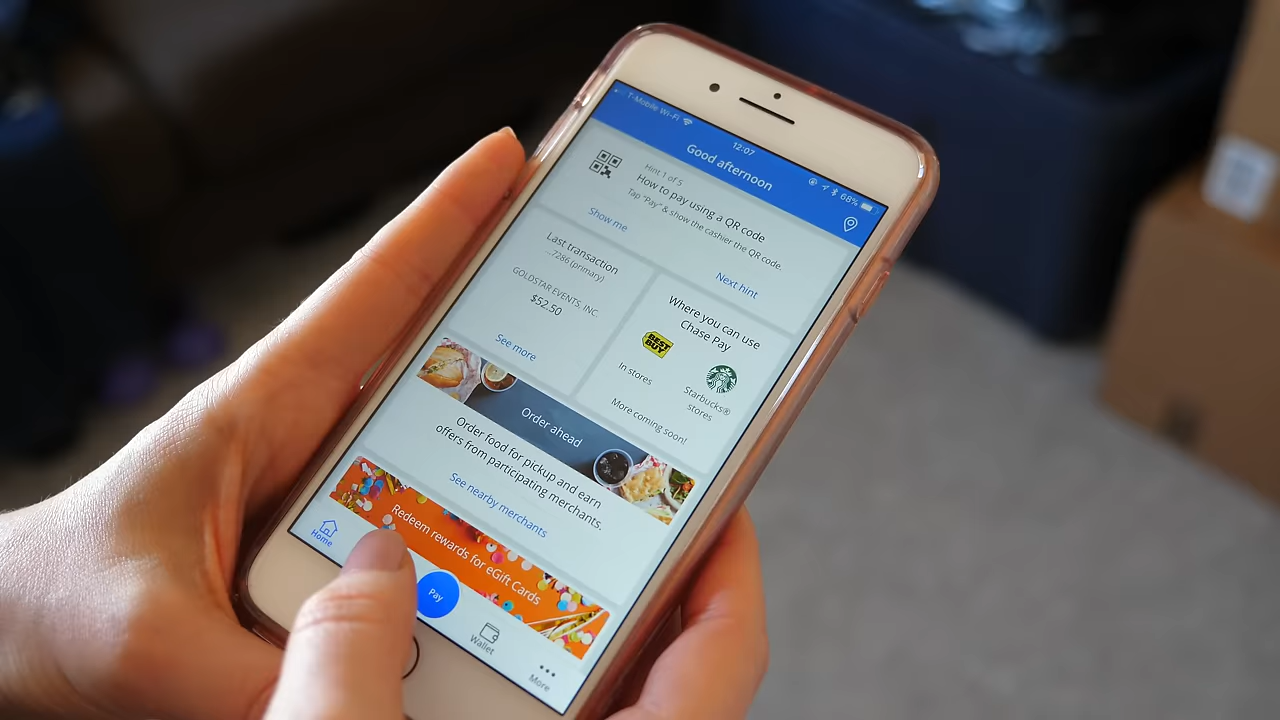 T-Mobile Wi-Fi
12:07
68%
Good afternoon
Hint 1 of 5
How to pay using a QR code
Tap "Pay" & show the cashier the QR code.
Show me
Next hint
Last transaction
...7286 (primary)
GOLDSTAR EVENTS, INC.
$52.50
See more
Where you can use
Chase Pay
BEST
BUY
In stores
Starbucks®
stores
More coming soon!
Order ahead
Order food for pickup and earn
offers from participating merchants.
See nearby merchants
Redeem rewards for eGift Cards
Home
Pay
Wallet
More